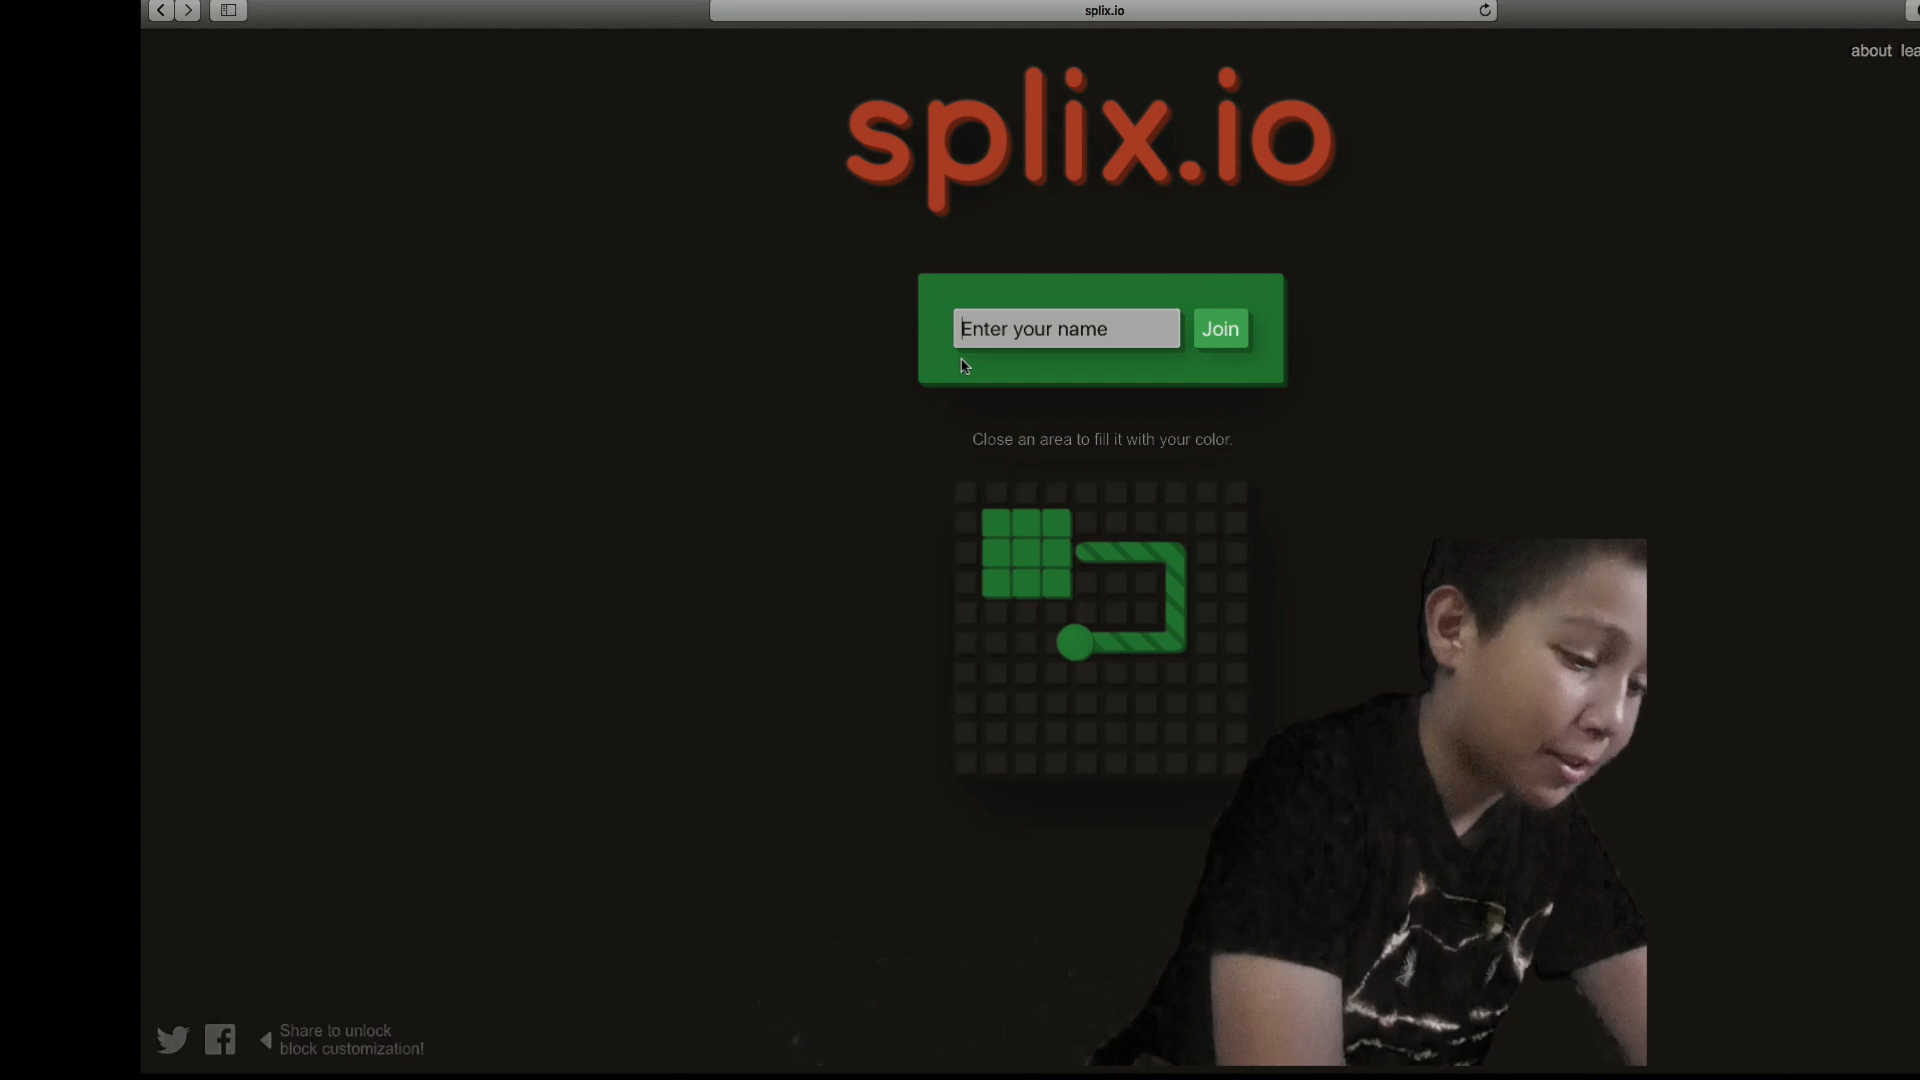 splix.io
about
splix.io
Enter your name
Join
Close an area to fill it with your color.
Share to unlock
block customization!